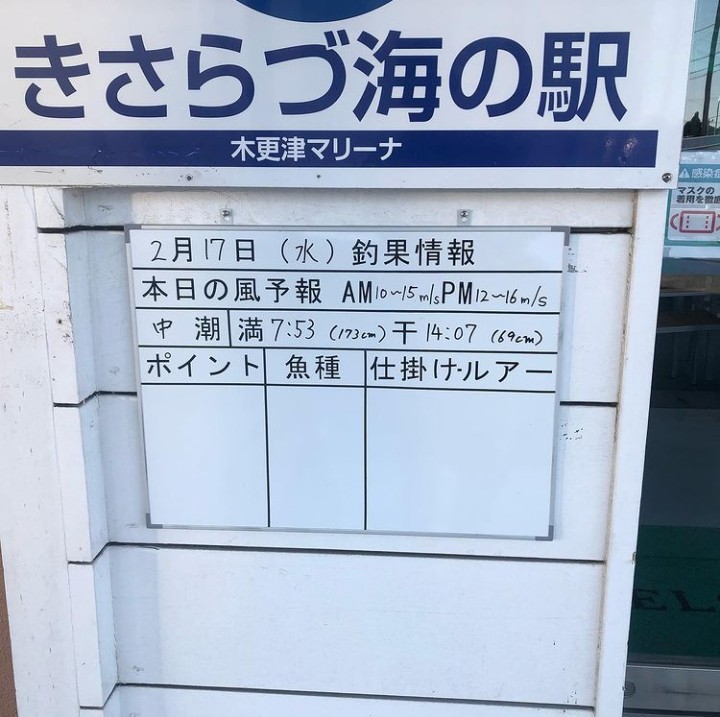 きさらづ海の駅
木更津マリーナ
2月17日(水)釣果情報
本日の風予報 AM10~15m/sPM12~16m/s
中潮 満7:53(173cm)干14:07(69cm)
ポイント 魚種 仕掛け・ルアー
マスクの